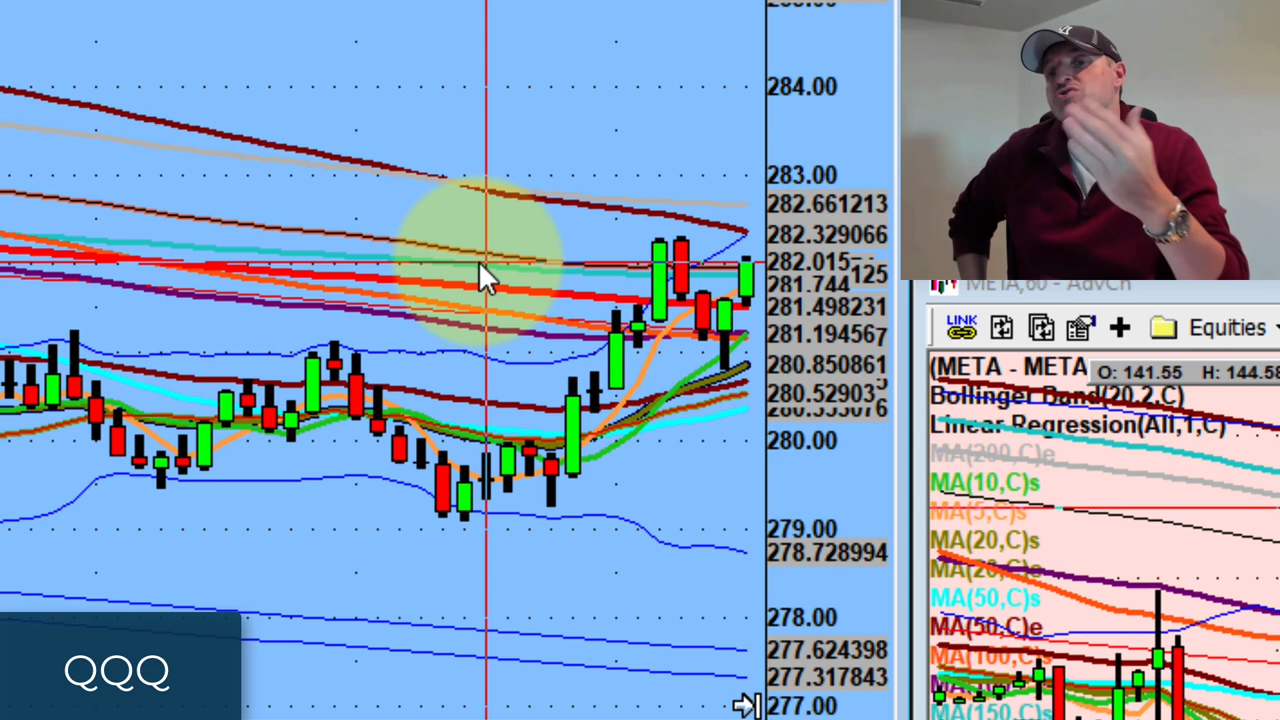 284.00
283.00
282.661213
282.329066
282.015
125
281.744
281.498231
281.194567
280.850861
280.52903
280.00
279.00
278.728994
278.00
277.624398
277.317843
277.00
QQQ
META,60 - AdvCh
LINK
Equities
(META - META
O: 141.55 H: 144.58
Bollinger Band(20,2,C)
Linear Regression(All,1,C)
MA(200,C)e
MA(10,C)s
MA(5,C)s
MA(20,C)s
MA(20,C)e
MA(50,C)s
MA(50,C)e
MA(100,C)s
MA(150,C)s